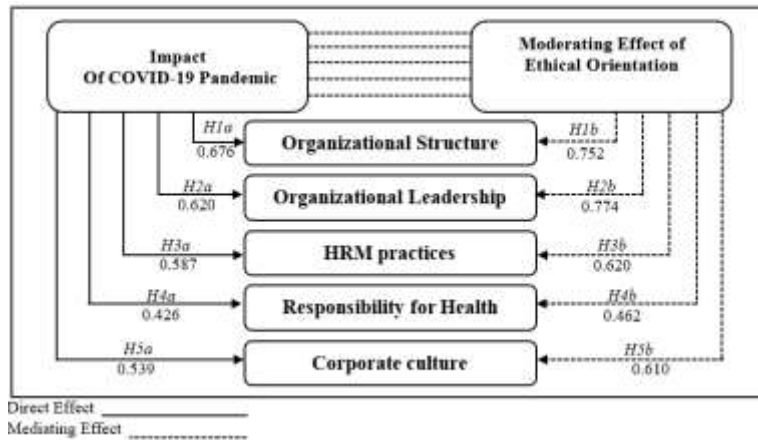 Impact
Of COVID-19 Pandemic
Moderating Effect of
Ethical Orientation
H1a
0.676
Organizational Structure
H1b
0.752
H2a
0.620
Organizational Leadership
H2b
0.774
H3a
0.587
HRM practices
H3b
0.620
H4a
0.426
Responsibility for Health
H4b
0.462
H5a
0.539
Corporate culture
H5b
0.610
Direct Effect
Mediating Effect